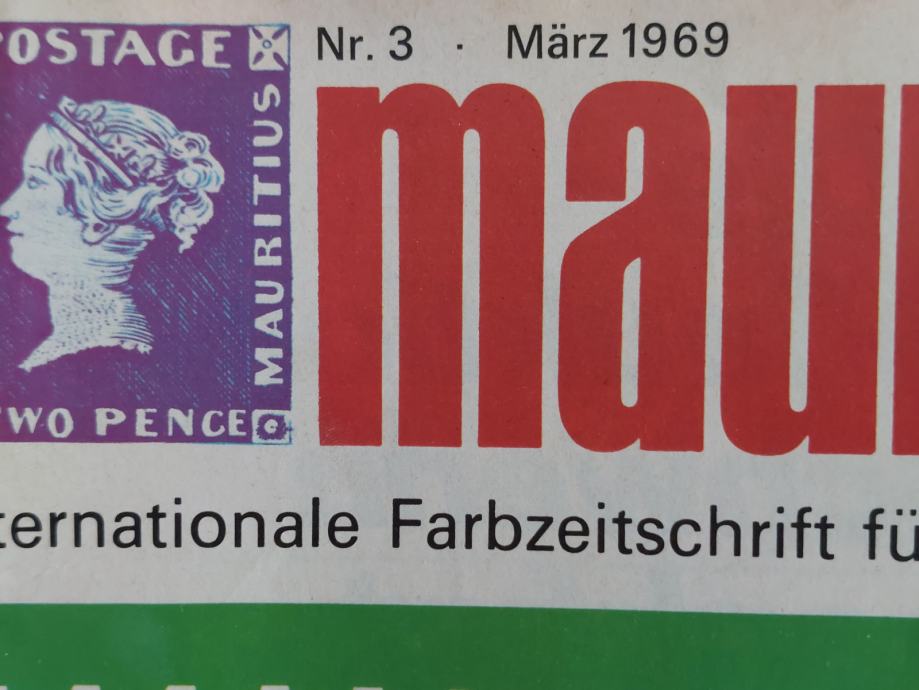 POSTAGE
MAURITIUS
TWO PENCE
Nr. 3 · März 1969
mau
ternationale Farbzeitschrift fü